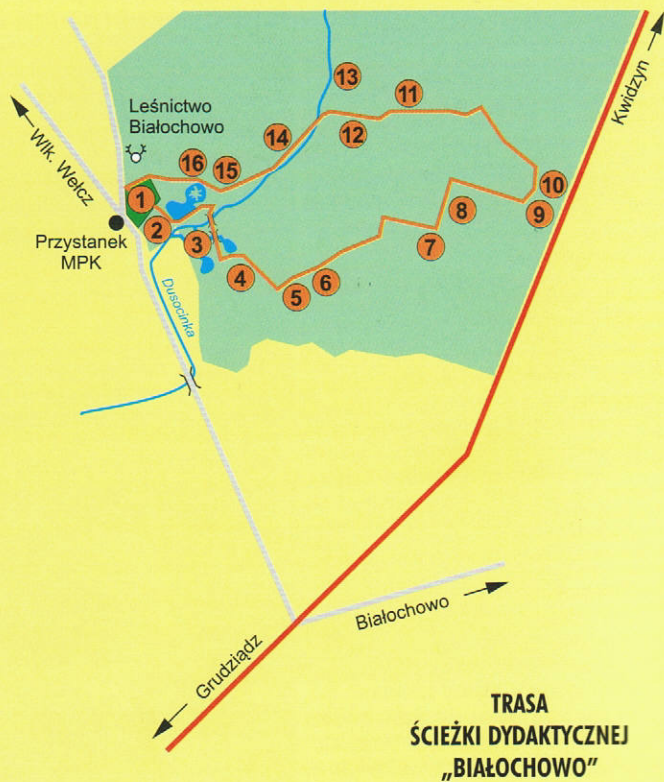 Kwidzyn
13
11
Leśnictwo
Białochowo
12
14
Wlk. Wełcz
16
15
10
1
8
9
Przystanek
MPK
2
3
7
4
6
5
Dusocinka
Białochowo
Grudziądz
TRASA
ŚCIEŻKI DYDAKTYCZNEJ
„BIAŁOCHOWO”